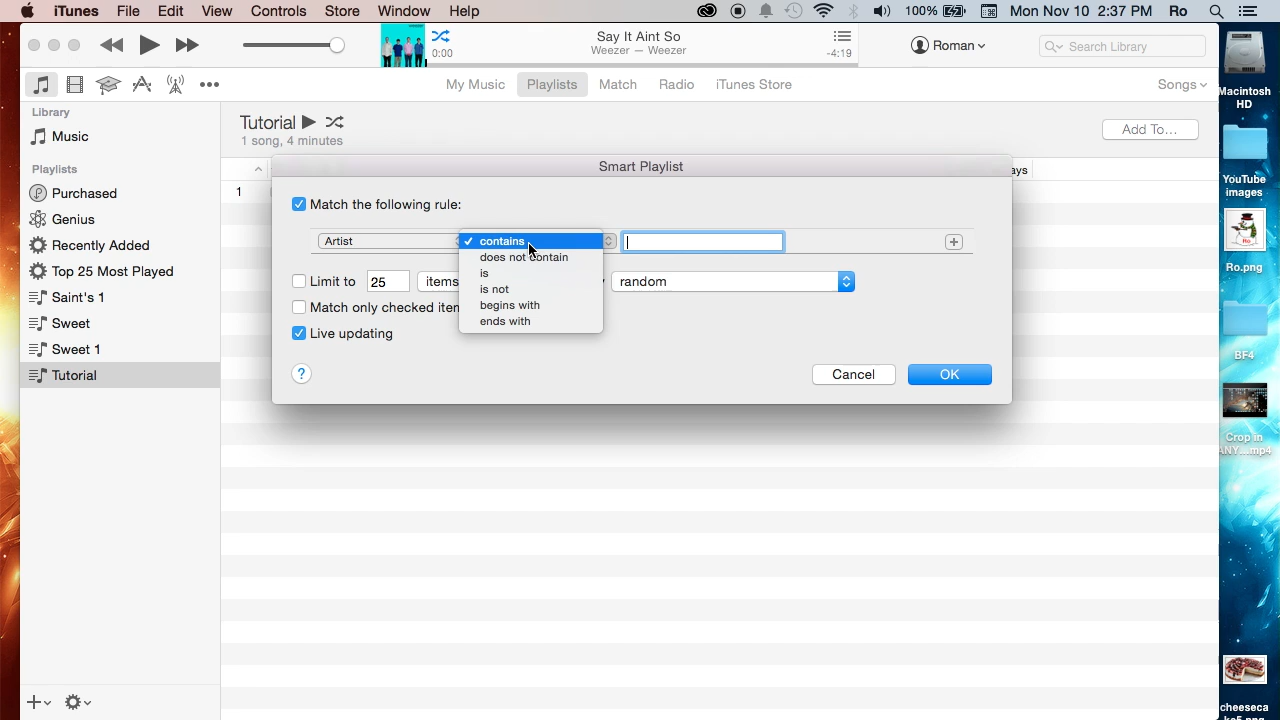 iTunes File Edit View Controls Store Window Help 100% Mon Nov 10 2:37 PM Ro
0:00
Say It Aint So
Weezer — Weezer
-4:19
Roman
Search Library
My Music Playlists Match Radio iTunes Store
Songs
Library
Music
Playlists
Purchased
Genius
Recently Added
Top 25 Most Played
Saint's 1
Sweet
Sweet 1
Tutorial
Tutorial
1 song, 4 minutes
Add To...
ays
1
Smart Playlist
Match the following rule:
Artist
contains
does not contain
is
is not
begins with
ends with
Limit to 25 items random
Match only checked iten
Live updating
?
Cancel
OK
Macintosh
HD
YouTube
images
Ro
Ro.png
BF4
Crop in
ANY...mp4
cheeseca